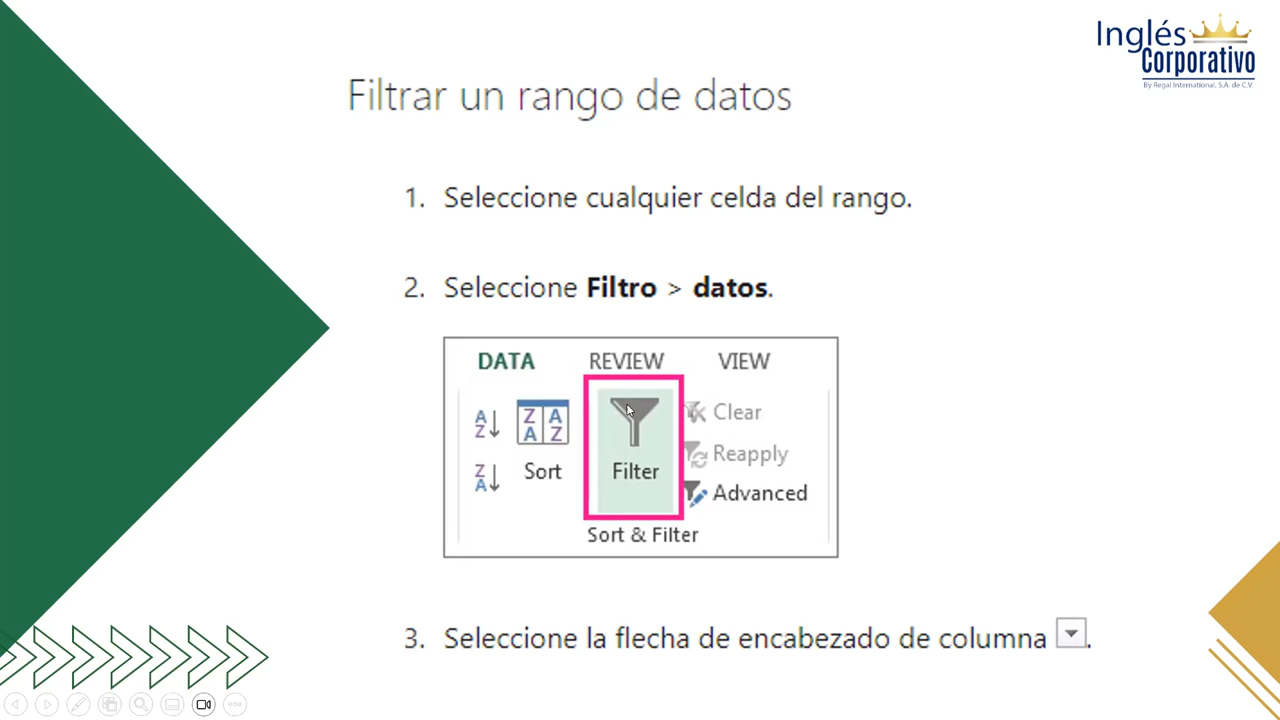 Inglés
Corporativo
By Regal International, S.A. de C.V.
Filtrar un rango de datos
1. Seleccione cualquier celda del rango.
2. Seleccione Filtro > datos.
DATA REVIEW VIEW
A Z
Z A
Z A A Z
Sort
Filter
Clear
Reapply
Advanced
Sort & Filter
3. Seleccione la flecha de encabezado de columna .